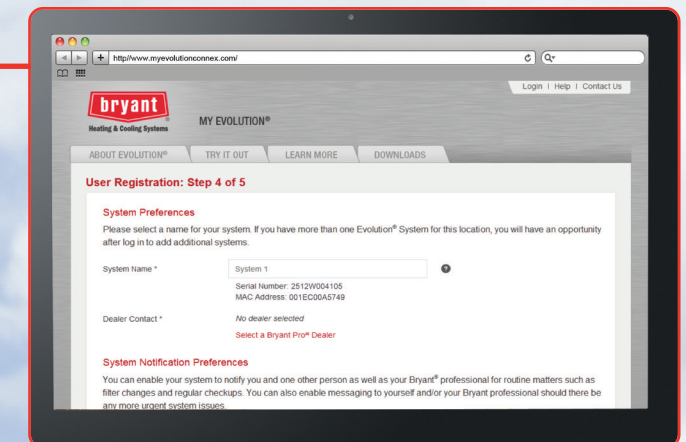 http//www.myevolutionconnex.com/
Login | Help | Contact Us
bryant
Heating & Cooling Systems
MY EVOLUTION®
ABOUT EVOLUTION® TRY IT OUT LEARN MORE DOWNLOADS
User Registration: Step 4 of 5
System Preferences
Please select a name for your system. If you have more than one Evolution® System for this location, you will have an opportunity
after log in to add additional systems.
System Name * System 1
Serial Number: 2512W004105
MAC Address: 001EC00A5749
Dealer Contact * No dealer selected
Select a Bryant Pro℠ Dealer
System Notification Preferences
You can enable your system to notify you and one other person as well as your Bryant® professional for routine matters such as
filter changes and regular checkups. You can also enable messaging to yourself and/or your Bryant professional should there be
any more urgent system issues.